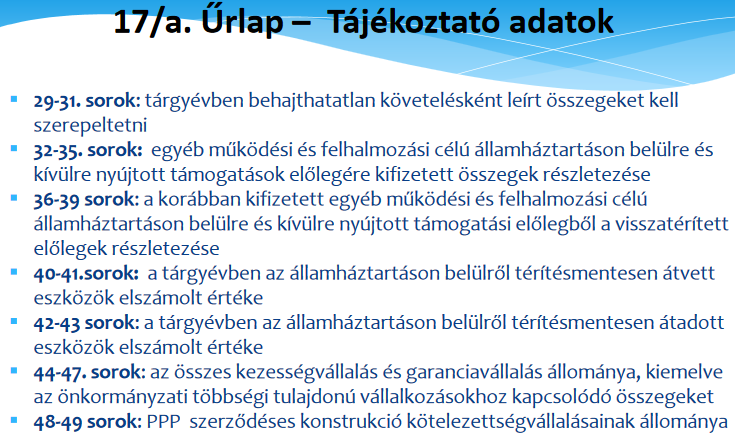 17/a. Űrlap – Tájékoztató adatok
29-31. sorok: tárgyévben behajthatatlan követelésként leírt összegeket kell
szerepeltetni
32-35. sorok: egyéb működési és felhalmozási célú államháztartáson belülre és
kívülre nyújtott támogatások előlegére kifizetett összegek részletezése
36-39 sorok: a korábban kifizetett egyéb működési és felhalmozási célú
államháztartáson belülre és kívülre nyújtott támogatási előlegből a visszatérített
előlegek részletezése
40-41.sorok: a tárgyévben az államháztartáson belülről térítésmentesen átvett
eszközök elszámolt értéke
42-43 sorok: a tárgyévben az államháztartáson belülről térítésmentesen átadott
eszközök elszámolt értéke
44-47. sorok: az összes kezességvállalás és garanciavállalás állománya, kiemelve
az önkormányzati többségi tulajdonú vállalkozásokhoz kapcsolódó összegeket
48-49 sorok: PPP szerződéses konstrukció kötelezettségvállalásainak állománya